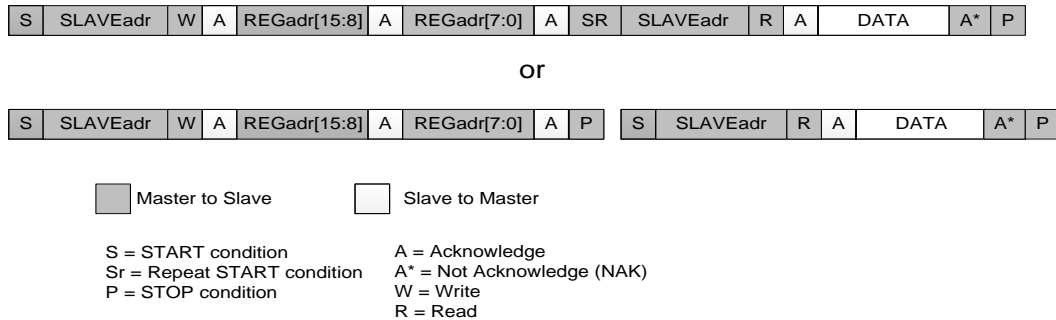 S SLAVEadr W A REGadr[15:8] A REGadr[7:0] A SR SLAVEadr R A DATA A* P
or
S SLAVEadr W A REGadr[15:8] A REGadr[7:0] A P S SLAVEadr R A DATA A* P
Master to Slave Slave to Master
S = START condition A = Acknowledge
Sr = Repeat START condition A* = Not Acknowledge (NAK)
P = STOP condition W = Write
R = Read